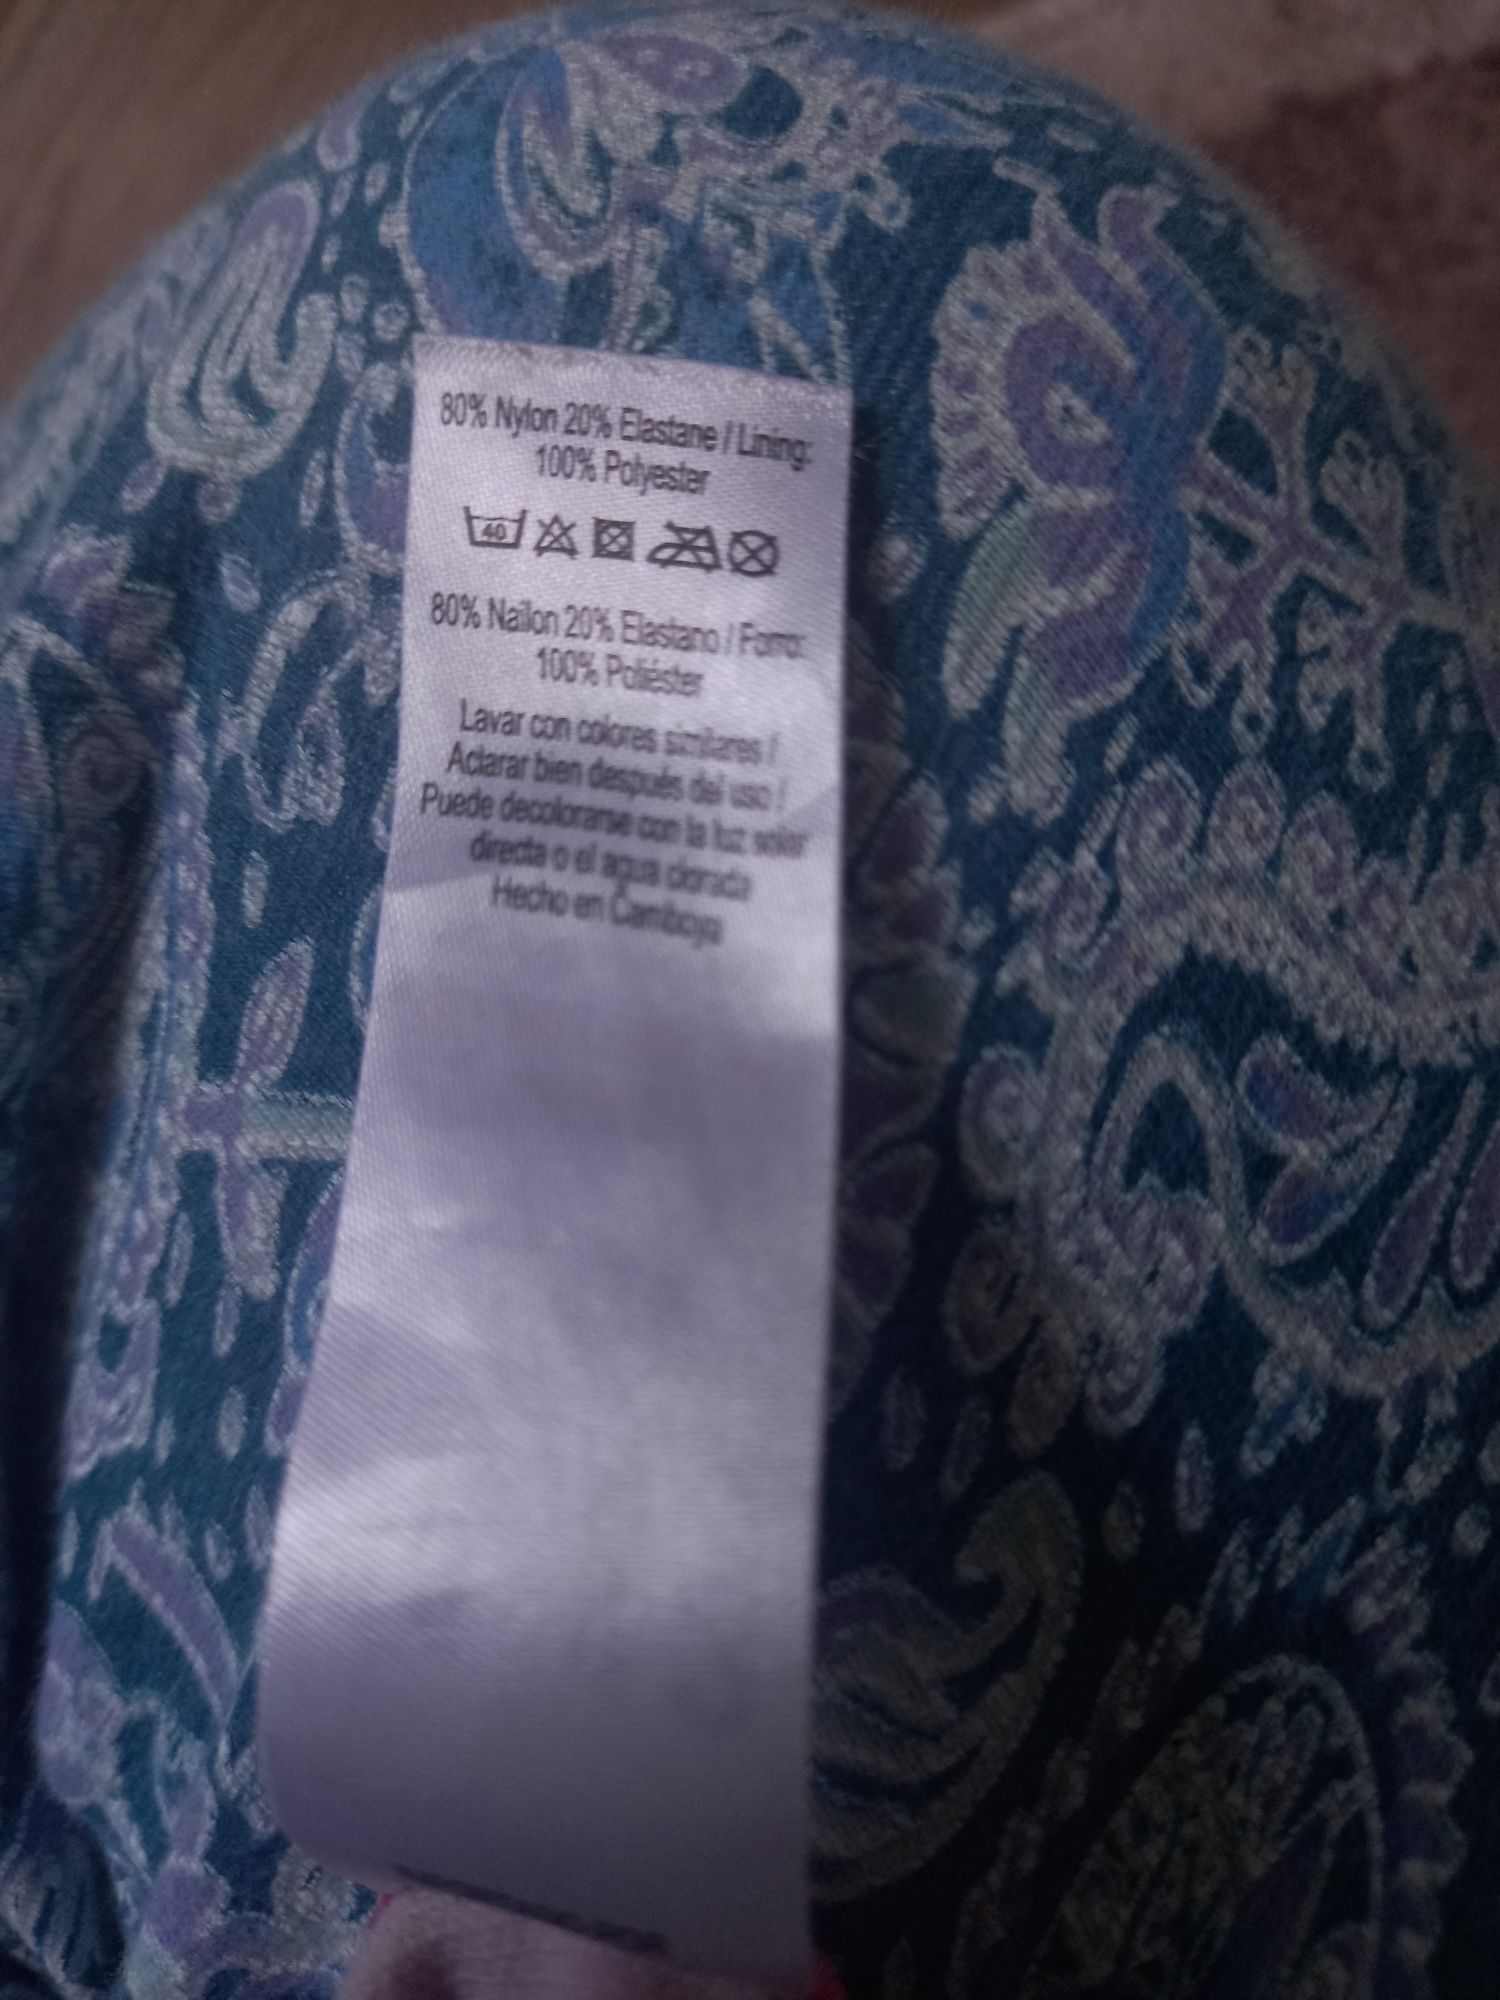 80% Nylon 20% Elastane / Lining:
100% Polyester
40
80% Nailon 20% Elastano / Forro:
100% Poliéster
Lavar con colores similares /
Aclarar bien después del uso /
Puede decolorarse con la luz solar
directa o el agua clorada
Hecho en Camboya